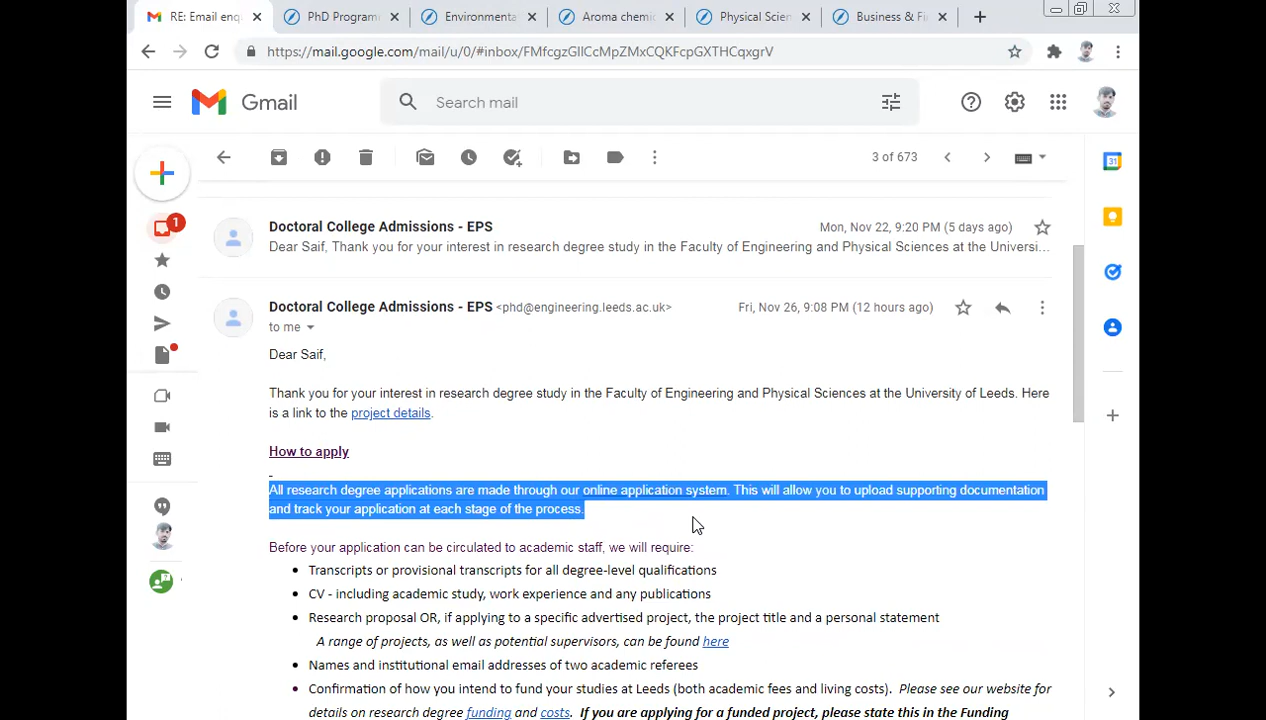 RE: Email enq
PhD Programm
Environmenta
Aroma chemic
Physical Scien
Business & Fi
https://mail.google.com/mail/u/0/#inbox/FMfcgzGllCcMpZMxCQKFcpGXTHCqxgrV
Gmail
Search mail
3 of 673
31
1
Doctoral College Admissions - EPS
Mon, Nov 22, 9:20 PM (5 days ago)
Dear Saif, Thank you for your interest in research degree study in the Faculty of Engineering and Physical Sciences at the Universi...
Doctoral College Admissions - EPS <phd@engineering.leeds.ac.uk>
Fri, Nov 26, 9:08 PM (12 hours ago)
to me
Dear Saif,
Thank you for your interest in research degree study in the Faculty of Engineering and Physical Sciences at the University of Leeds. Here
is a link to the project details.
How to apply
All research degree applications are made through our online application system. This will allow you to upload supporting documentation
and track your application at each stage of the process.
Before your application can be circulated to academic staff, we will require:
• Transcripts or provisional transcripts for all degree-level qualifications
• CV - including academic study, work experience and any publications
• Research proposal OR, if applying to a specific advertised project, the project title and a personal statement
A range of projects, as well as potential supervisors, can be found here
• Names and institutional email addresses of two academic referees
• Confirmation of how you intend to fund your studies at Leeds (both academic fees and living costs). Please see our website for
details on research degree funding and costs. If you are applying for a funded project, please state this in the Funding